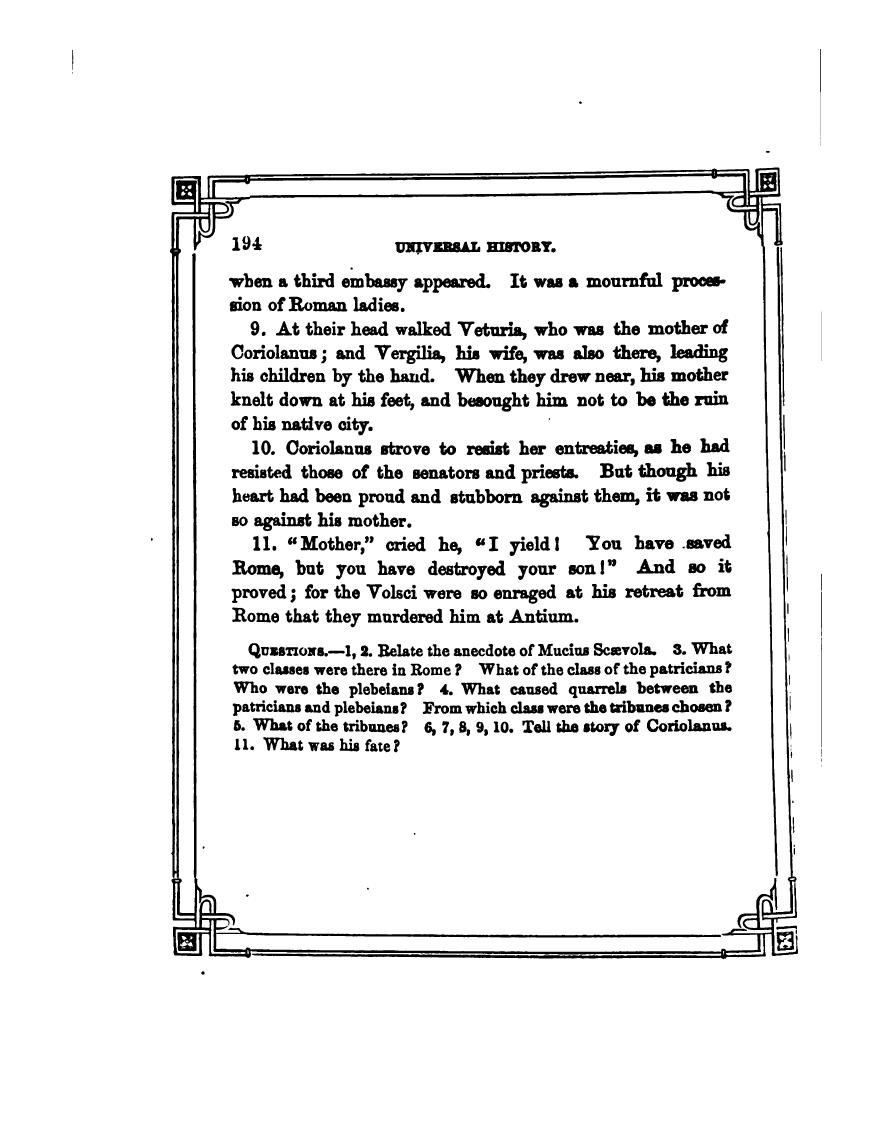 194 UNIVERSAL HISTORY.
when a third embassy appeared. It was a mournful proces-
sion of Roman ladies.
9. At their head walked Veturia, who was the mother of
Coriolanus; and Vergilia, his wife, was also there, leading
his children by the hand. When they drew near, his mother
knelt down at his feet, and besought him not to be the ruin
of his native city.
10. Coriolanus strove to resist her entreaties, as he had
resisted those of the senators and priests. But though his
heart had been proud and stubborn against them, it was not
so against his mother.
11. “Mother,” cried he, “I yield! You have saved
Rome, but you have destroyed your son!” And so it
proved; for the Volsci were so enraged at his retreat from
Rome that they murdered him at Antium.
QUESTIONS.—1, 2. Relate the anecdote of Mucius Scævola. 3. What
two classes were there in Rome? What of the class of the patricians?
Who were the plebeians? 4. What caused quarrels between the
patricians and plebeians? From which class were the tribunes chosen?
5. What of the tribunes? 6, 7, 8, 9, 10. Tell the story of Coriolanus.
11. What was his fate?